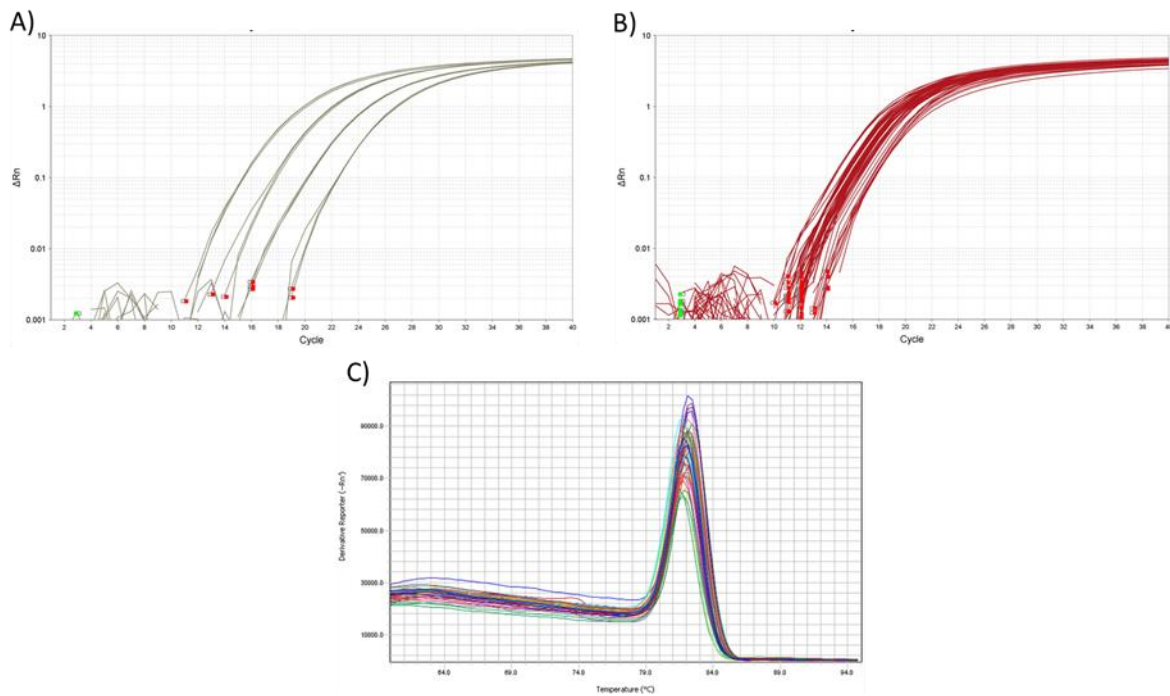 A)
10
1
0.1
0.01
0.001
ΔRn
2 4 6 8 10 12 14 16 18 20 22 24 26 28 30 32 34 36 38 40
Cycle
B)
10
1
0.1
0.01
0.001
ΔRn
2 4 6 8 10 12 14 16 18 20 22 24 26 28 30 32 34 36 38 40
Cycle
C)
90000.0
70000.0
50000.0
30000.0
10000.0
Derivative Reporter (-Rn')
64.0 69.0 74.0 79.0 84.0 89.0 94.0
Temperature (°C)